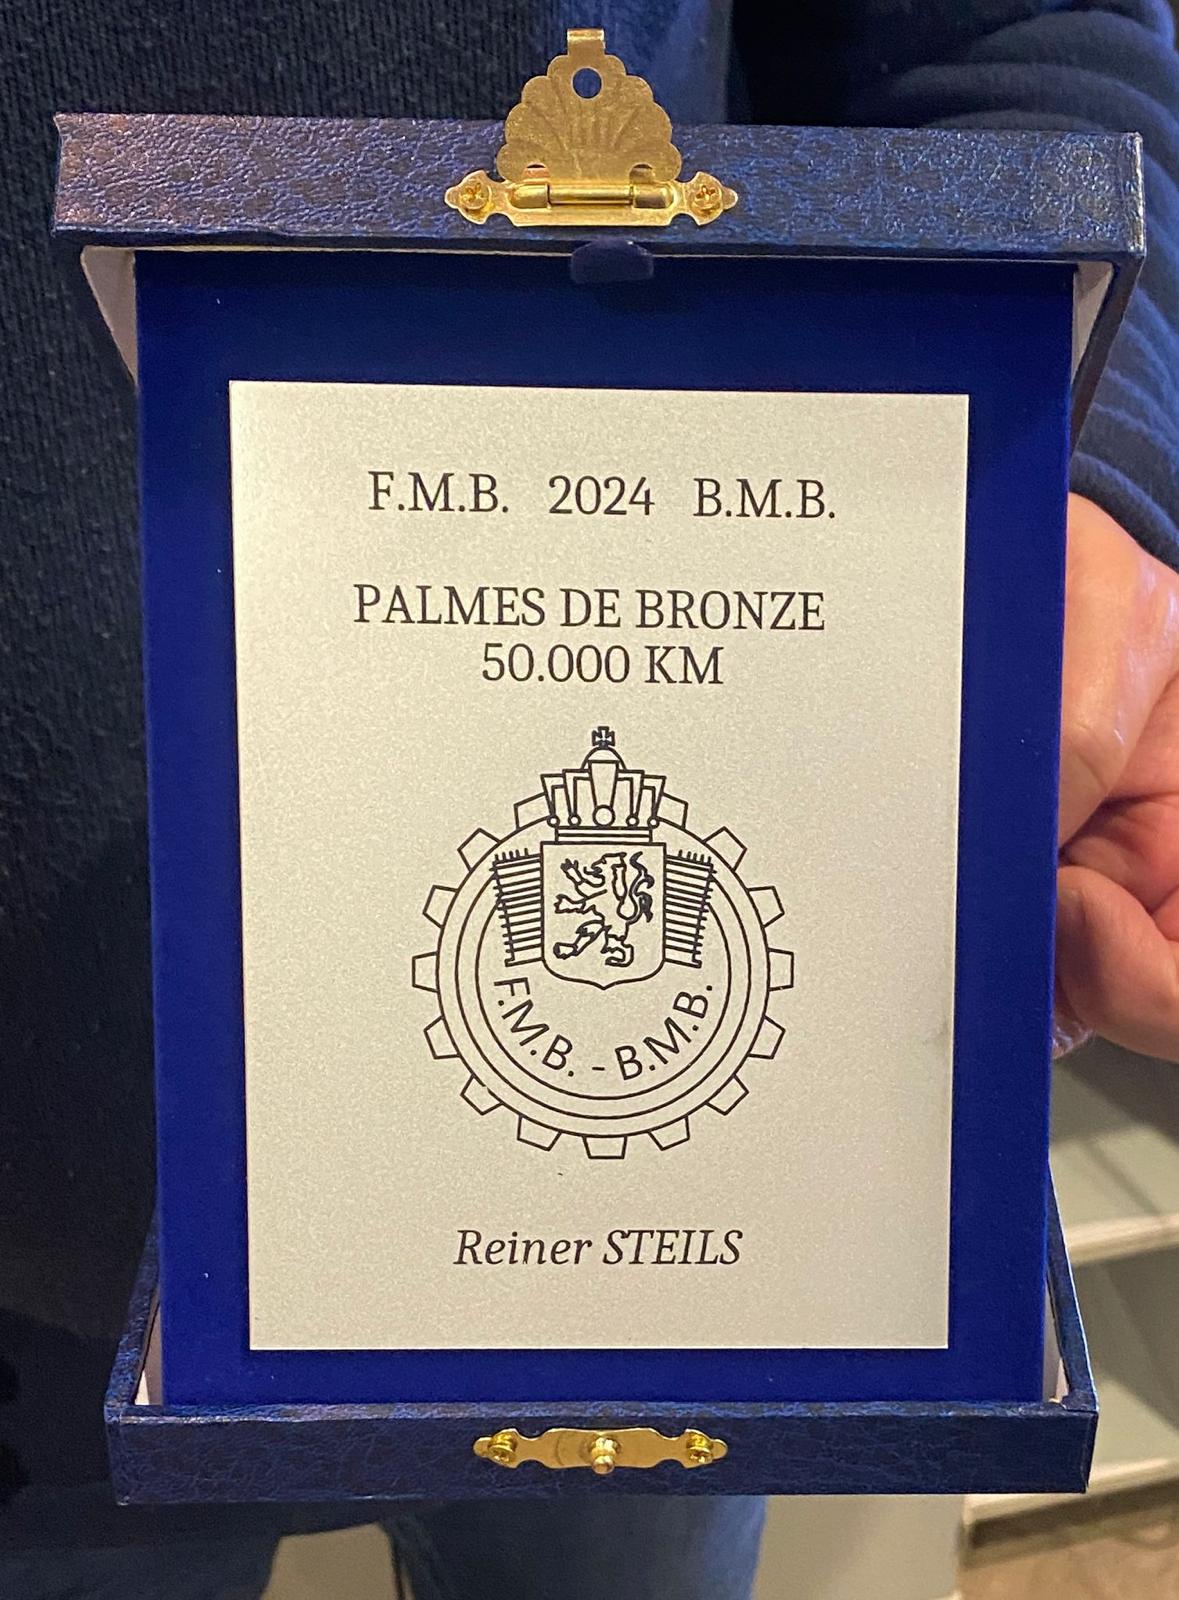 F.M.B. 2024 B.M.B.
PALMES DE BRONZE
50.000 KM
F.M.B. - B.M.B.
Reiner STEILS